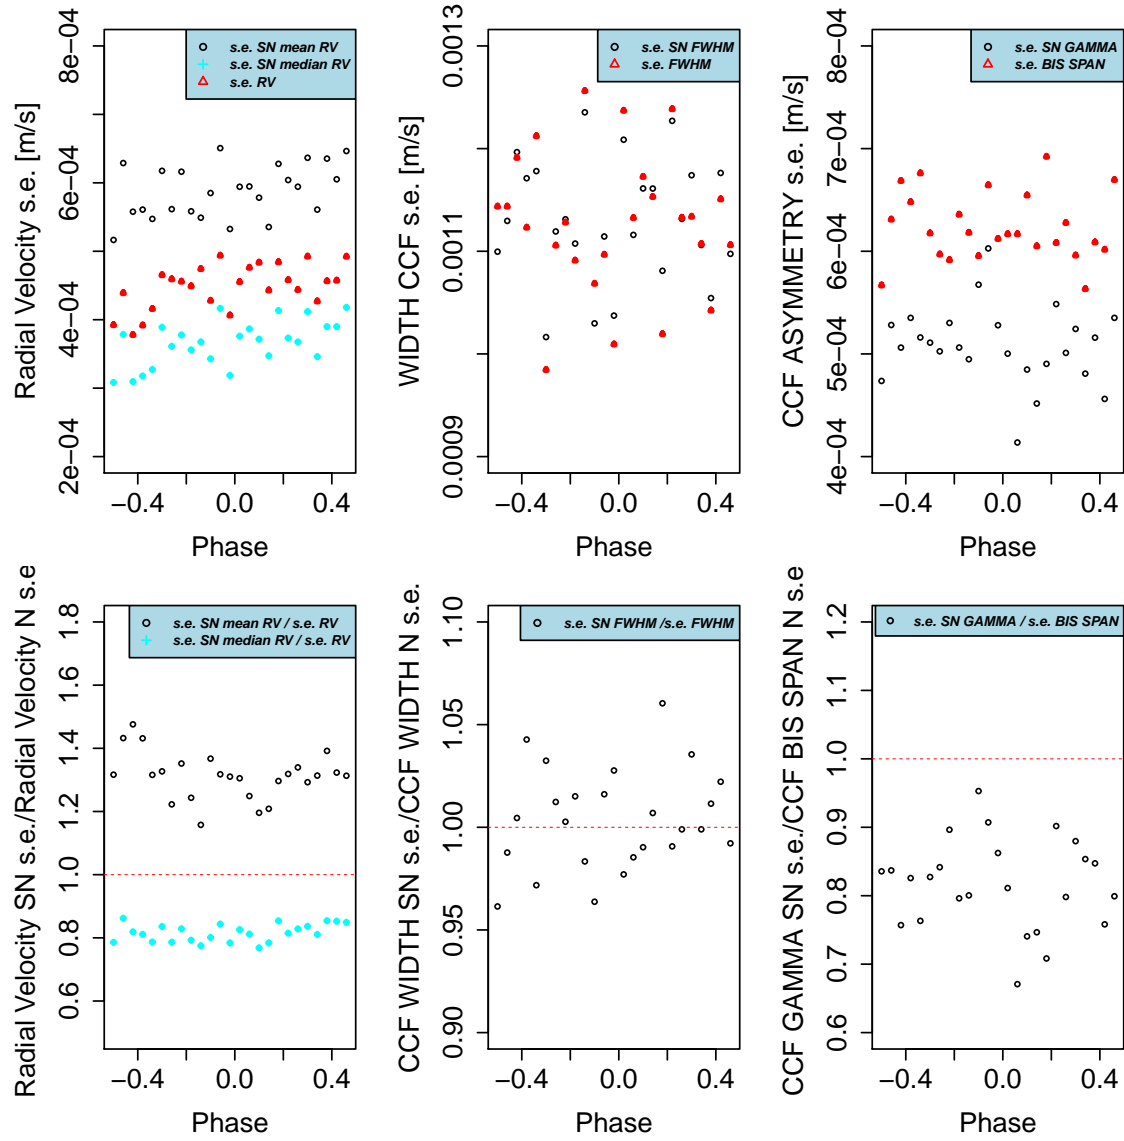 Radial Velocity s.e. [m/s]
2e−04
4e−04
6e−04
8e−04
s.e. SN mean RV
s.e. SN median RV
s.e. RV
−0.4
0.0
0.4
Phase
WIDTH CCF s.e. [m/s]
0.0009
0.0011
0.0013
s.e. SN FWHM
s.e. FWHM
−0.4
0.0
0.4
Phase
CCF ASYMMETRY s.e. [m/s]
4e−04
5e−04
6e−04
7e−04
8e−04
s.e. SN GAMMA
s.e. BIS SPAN
−0.4
0.0
0.4
Phase
Radial Velocity SN s.e./Radial Velocity N s.e
0.6
0.8
1.0
1.2
1.4
1.6
1.8
s.e. SN mean RV / s.e. RV
s.e. SN median RV / s.e. RV
−0.4
0.0
0.4
Phase
CCF WIDTH SN s.e./CCF WIDTH N s.e.
0.90
0.95
1.00
1.05
1.10
s.e. SN FWHM /s.e. FWHM
−0.4
0.0
0.4
Phase
CCF GAMMA SN s.e./CCF BIS SPAN N s.e
0.6
0.7
0.8
0.9
1.0
1.1
1.2
s.e. SN GAMMA / s.e. BIS SPAN
−0.4
0.0
0.4
Phase